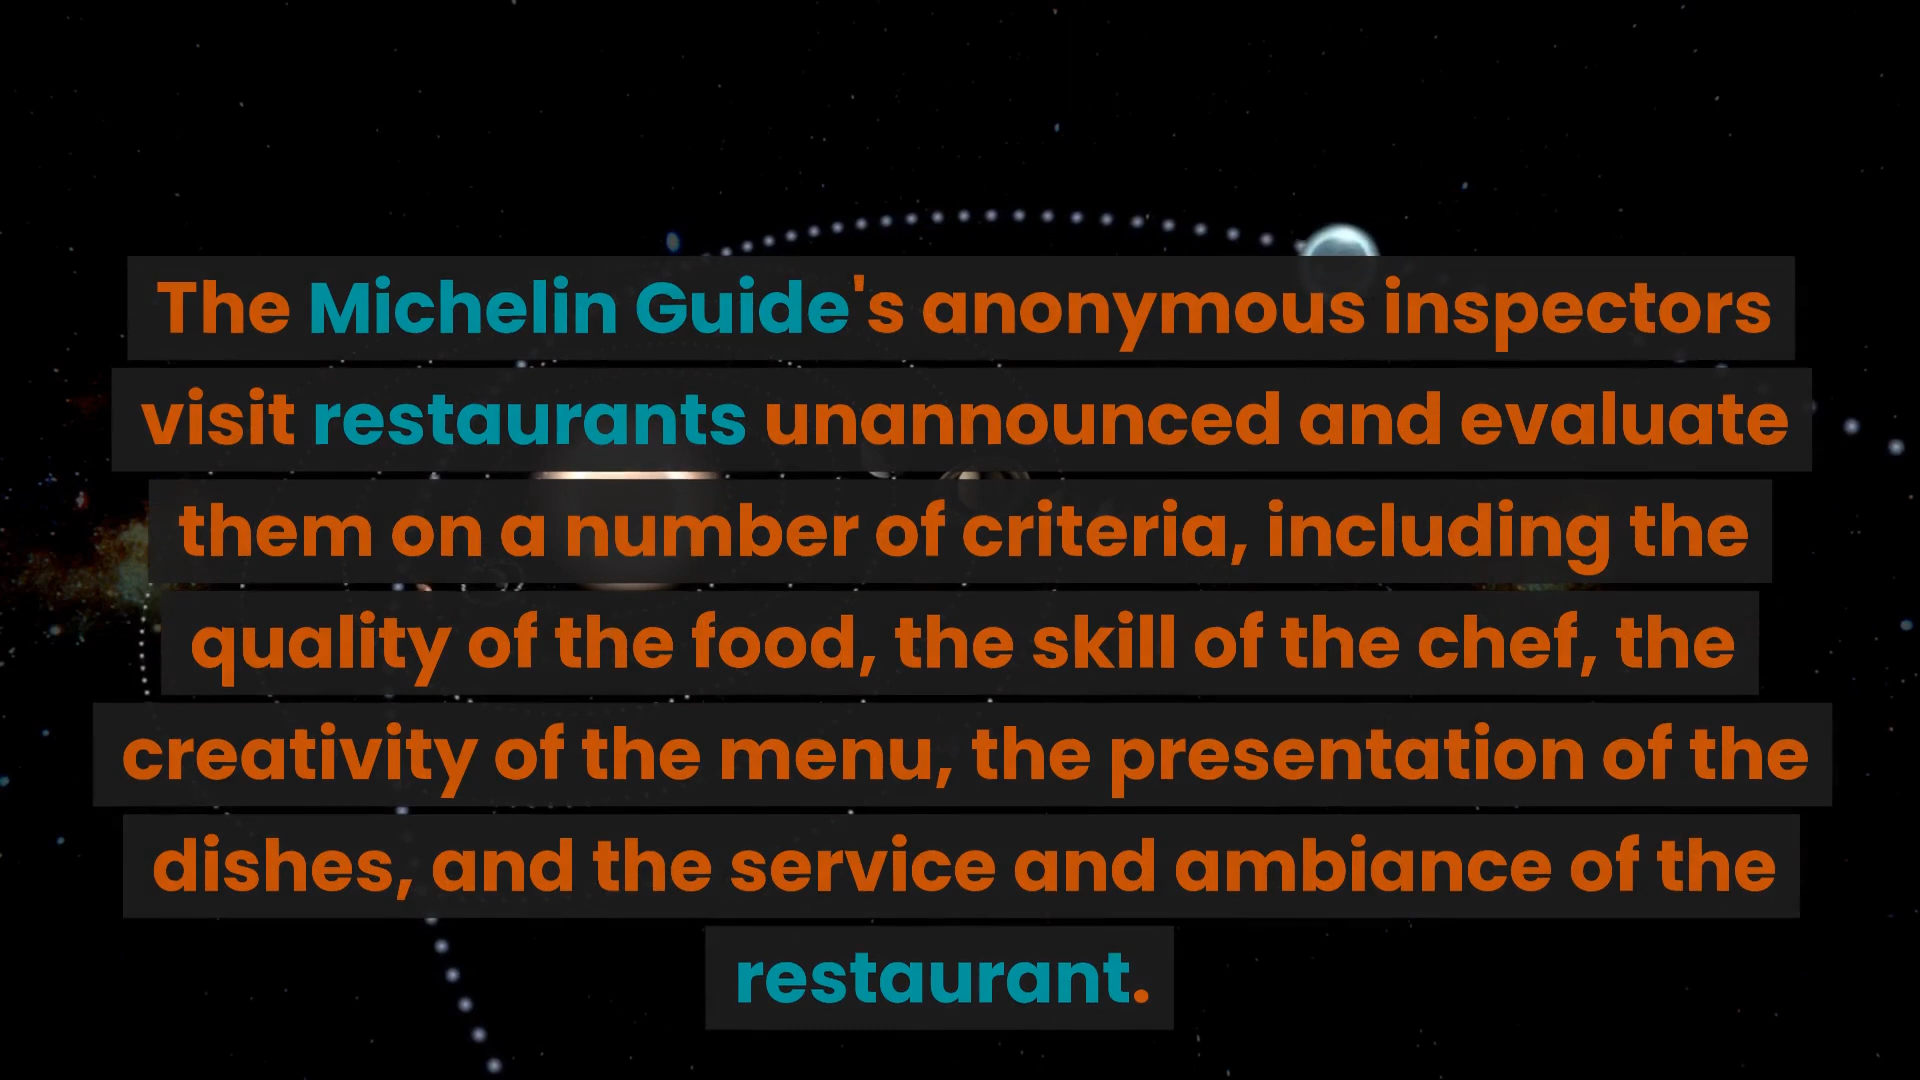 The Michelin Guide's anonymous inspectors
visit restaurants unannounced and evaluate
them on a number of criteria, including the
quality of the food, the skill of the chef, the
creativity of the menu, the presentation of the
dishes, and the service and ambiance of the
restaurant.